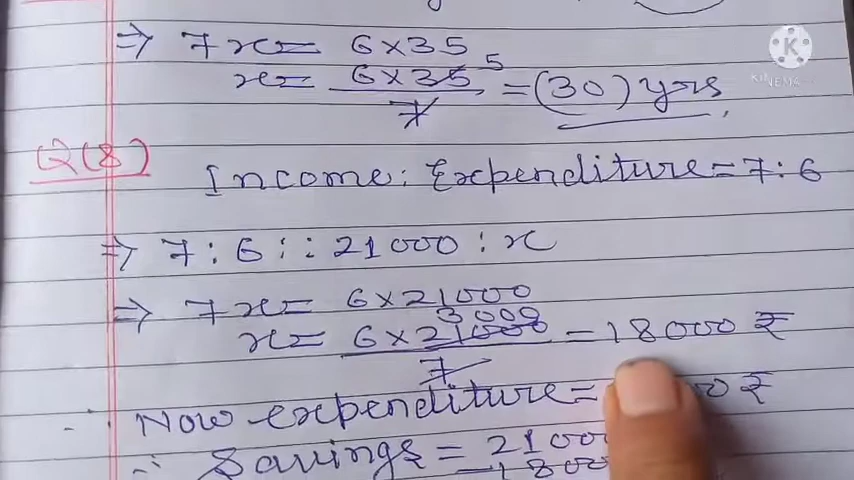 ⇒ 7x = 6×35
x = 6×35 5 / 7 = (30) yrs
K
KINEMA
Q(8)
Income : Expenditure = 7 : 6
⇒ 7 : 6 :: 21000 : x
⇒ 7x = 6×21000
x = 6×21000 3000 / 7 = 18000 ₹
Now expenditure = ₹
∴ Savings = 21000
- 18000